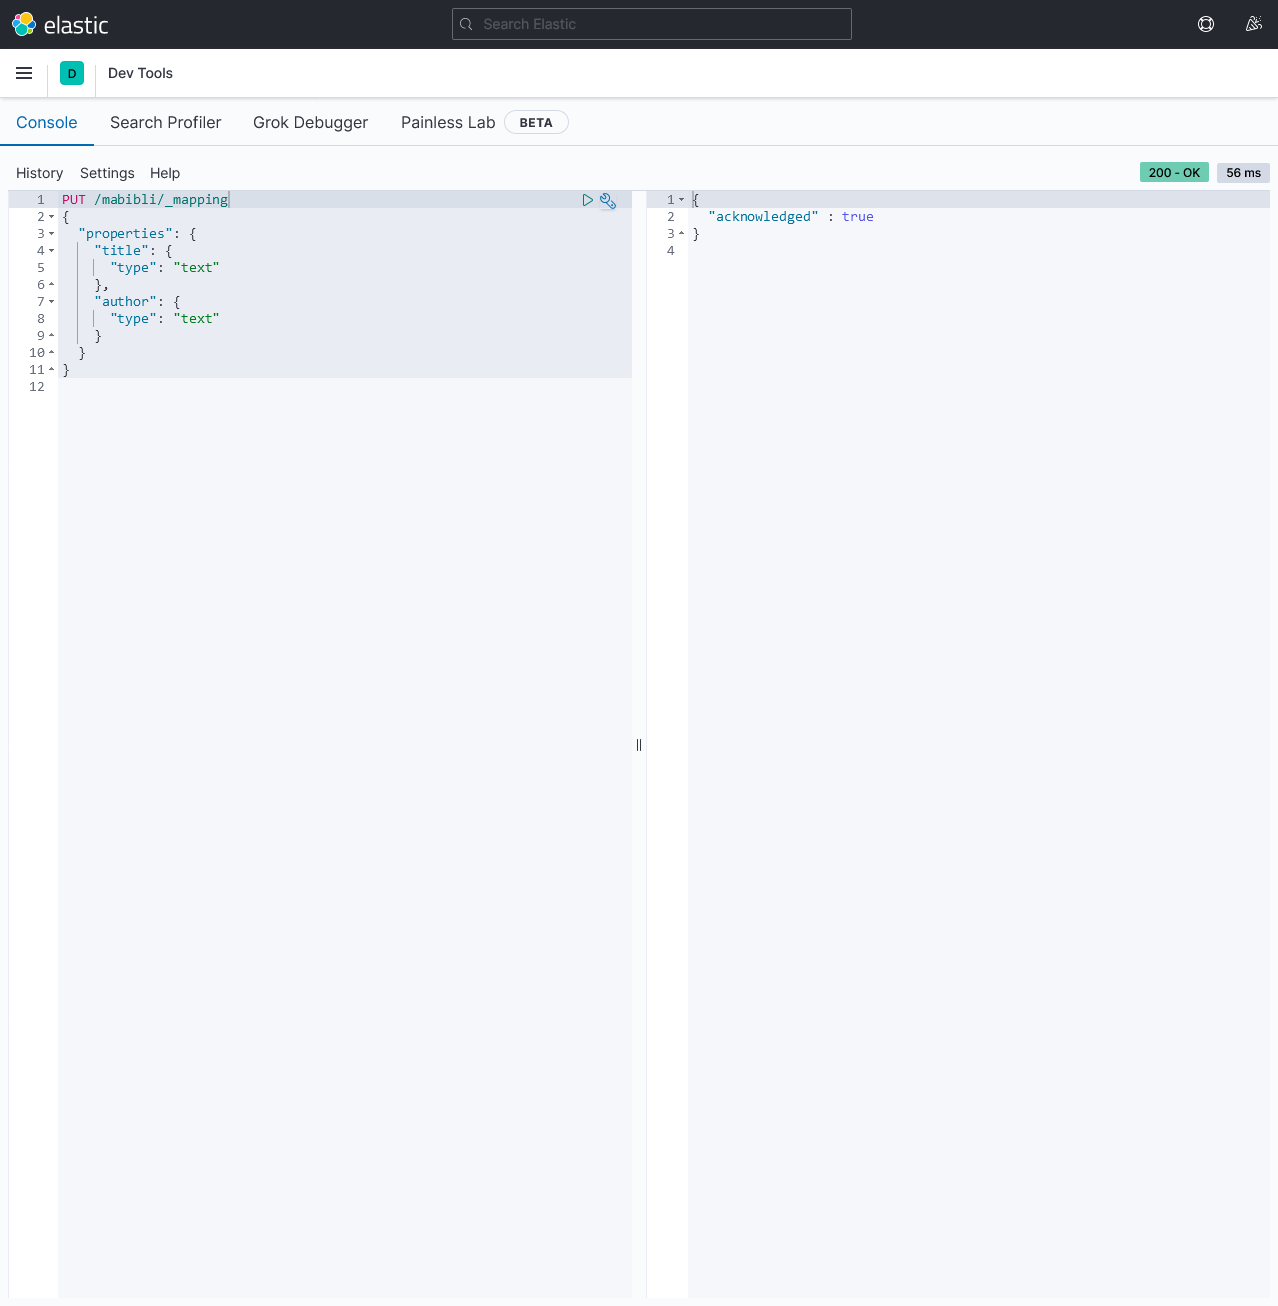 elastic
Search Elastic
D
Dev Tools
Console
Search Profiler
Grok Debugger
Painless Lab
BETA
History
Settings
Help
200 - OK
56 ms
1 PUT /mabibli/_mapping
2 {
3   "properties": {
4     "title": {
5       "type": "text"
6     },
7     "author": {
8       "type": "text"
9     }
10   }
11 }
12
1 {
2   "acknowledged" : true
3 }
4